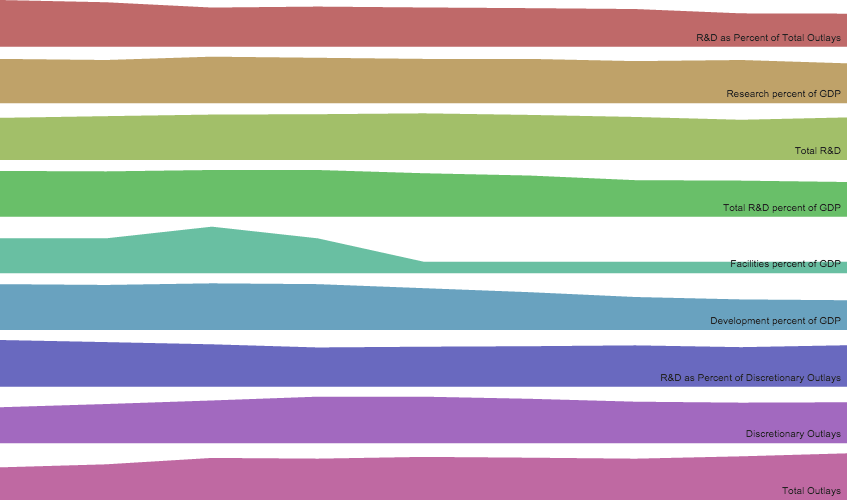 R&D as Percent of Total Outlays
Research percent of GDP
Total R&D
Total R&D percent of GDP
Facilities percent of GDP
Development percent of GDP
R&D as Percent of Discretionary Outlays
Discretionary Outlays
Total Outlays